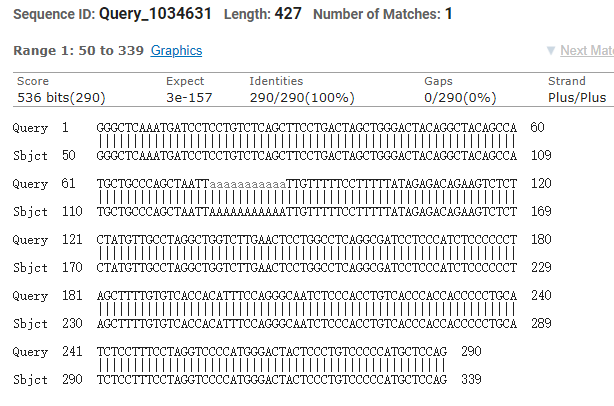 Sequence ID: Query_1034631 Length: 427 Number of Matches: 1
Range 1: 50 to 339 Graphics ▼ Next Mat
Score Expect Identities Gaps Strand
536 bits(290) 3e-157 290/290(100%) 0/290(0%) Plus/Plus
Query 1 GGGCTCAAATGATCCTCCTGTCTCAGCTTCCTGACTAGCTGGGACTACAGGCTACAGCCA 60
Sbjct 50 GGGCTCAAATGATCCTCCTGTCTCAGCTTCCTGACTAGCTGGGACTACAGGCTACAGCCA 109
Query 61 TGCTGCCCAGCTAATTaaaaaaaaaaaTTGTTTTTCCTTTTTATAGAGACAGAAGTCTCT 120
Sbjct 110 TGCTGCCCAGCTAATTAAAAAAAAAAATTGTTTTTCCTTTTTATAGAGACAGAAGTCTCT 169
Query 121 CTATGTTGCCTAGGCTGGTCTTGAACTCCTGGCCTCAGGCGATCCTCCCATCTCCCCCCT 180
Sbjct 170 CTATGTTGCCTAGGCTGGTCTTGAACTCCTGGCCTCAGGCGATCCTCCCATCTCCCCCCT 229
Query 181 AGCTTTTGTGTCACCACATTTCCAGGGCAATCTCCCACCTGTCACCCACCACCCCCTGCA 240
Sbjct 230 AGCTTTTGTGTCACCACATTTCCAGGGCAATCTCCCACCTGTCACCCACCACCCCCTGCA 289
Query 241 TCTCCTTTCCTAGGTCCCCATGGGACTACTCCCTGTCCCCCATGCTCCAG 290
Sbjct 290 TCTCCTTTCCTAGGTCCCCATGGGACTACTCCCTGTCCCCCATGCTCCAG 339